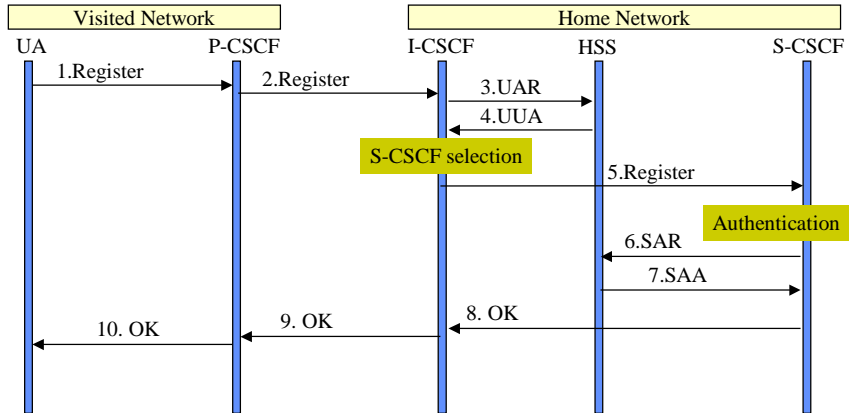 Visited Network
Home Network
UA
P-CSCF
I-CSCF
HSS
S-CSCF
1.Register
2.Register
3.UAR
4.UUA
S-CSCF selection
5.Register
Authentication
6.SAR
7.SAA
8. OK
9. OK
10. OK